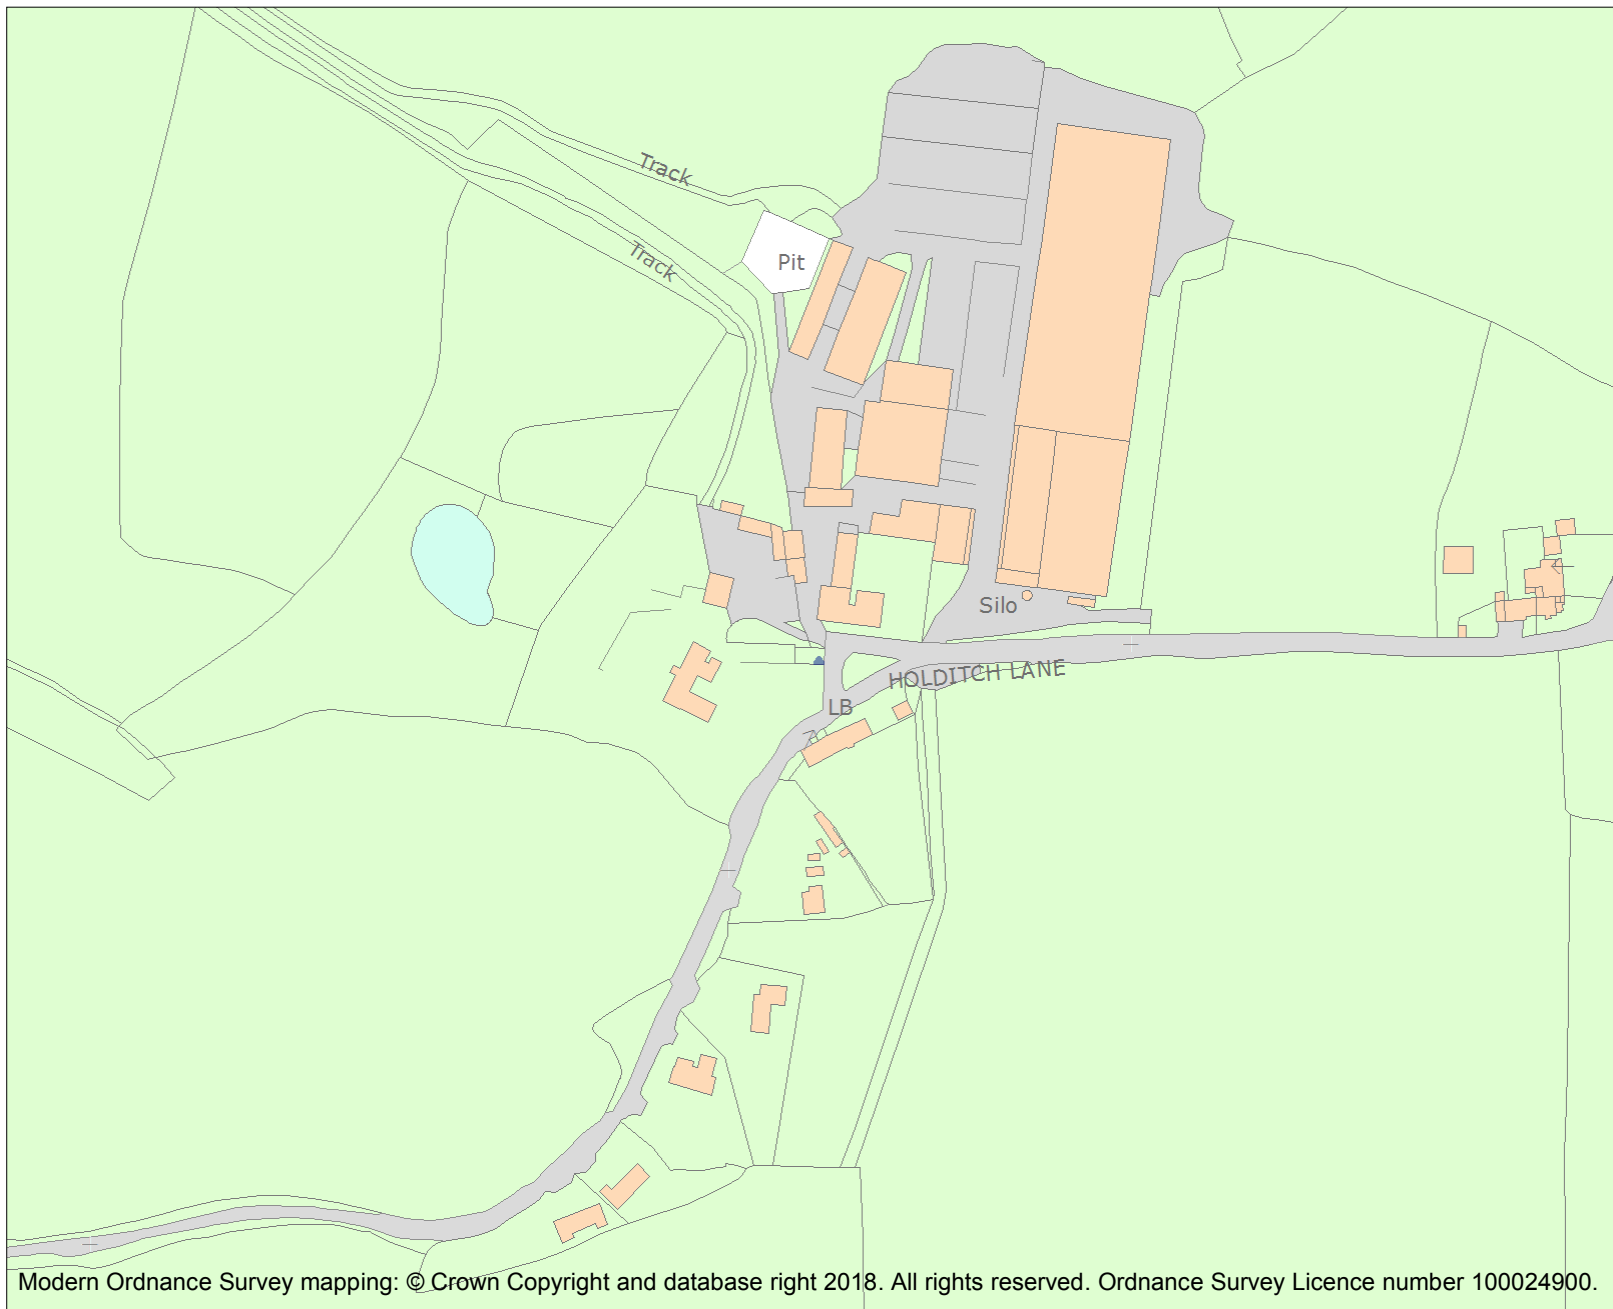 Track
Track
Pit
Silo
HOLDITCH LANE
LB
Modern Ordnance Survey mapping: © Crown Copyright and database right 2018. All rights reserved. Ordnance Survey Licence number 100024900.